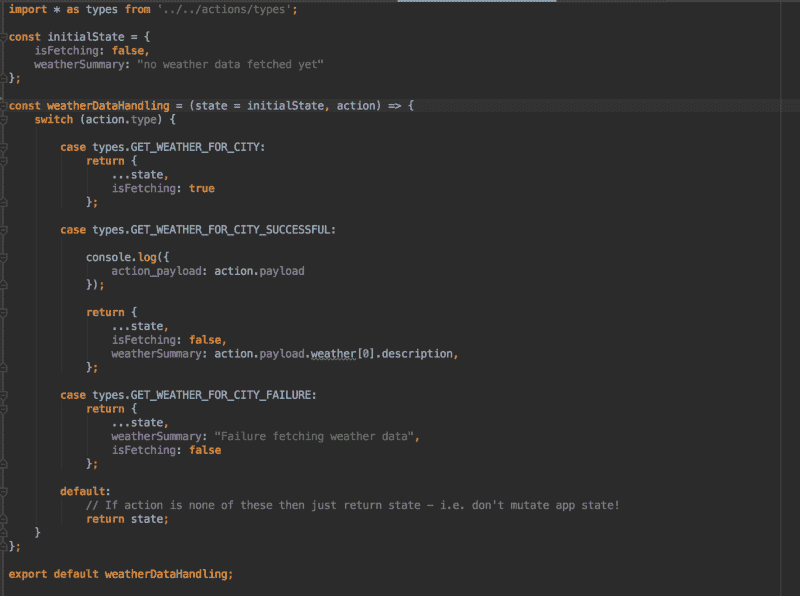 import * as types from '../../actions/types';
const initialState = {
isFetching: false,
weatherSummary: "no weather data fetched yet"
};
const weatherDataHandling = (state = initialState, action) => {
switch (action.type) {
case types.GET_WEATHER_FOR_CITY:
return {
...state,
isFetching: true
};
case types.GET_WEATHER_FOR_CITY_SUCCESSFUL:
console.log({
action_payload: action.payload
});
return {
...state,
isFetching: false,
weatherSummary: action.payload.weather[0].description,
};
case types.GET_WEATHER_FOR_CITY_FAILURE:
return {
...state,
weatherSummary: "Failure fetching weather data",
isFetching: false
};
default:
// If action is none of these then just return state – i.e. don't mutate app state!
return state;
}
};
export default weatherDataHandling;